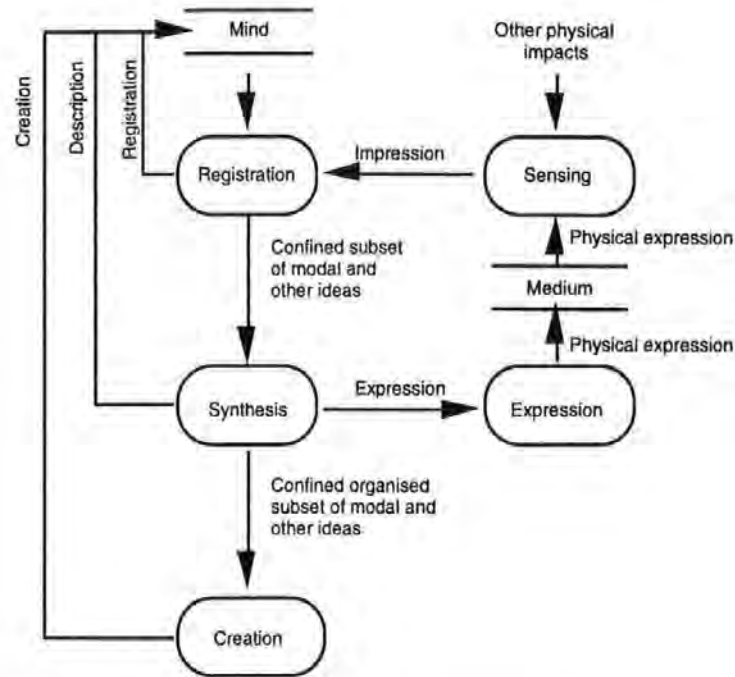 Mind
Other physical
impacts
Creation
Description
Registration
Registration
Impression
Sensing
Confined subset
of modal and
other ideas
Physical expression
Medium
Physical expression
Synthesis
Expression
Expression
Confined organised
subset of modal and
other ideas
Creation